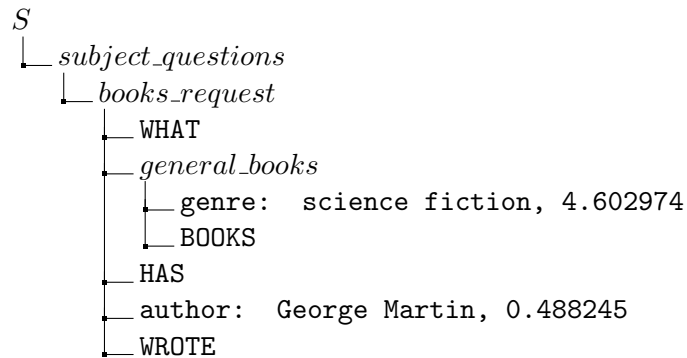 S
subject_questions
books_request
WHAT
general_books
genre: science fiction, 4.602974
BOOKS
HAS
author: George Martin, 0.488245
WROTE